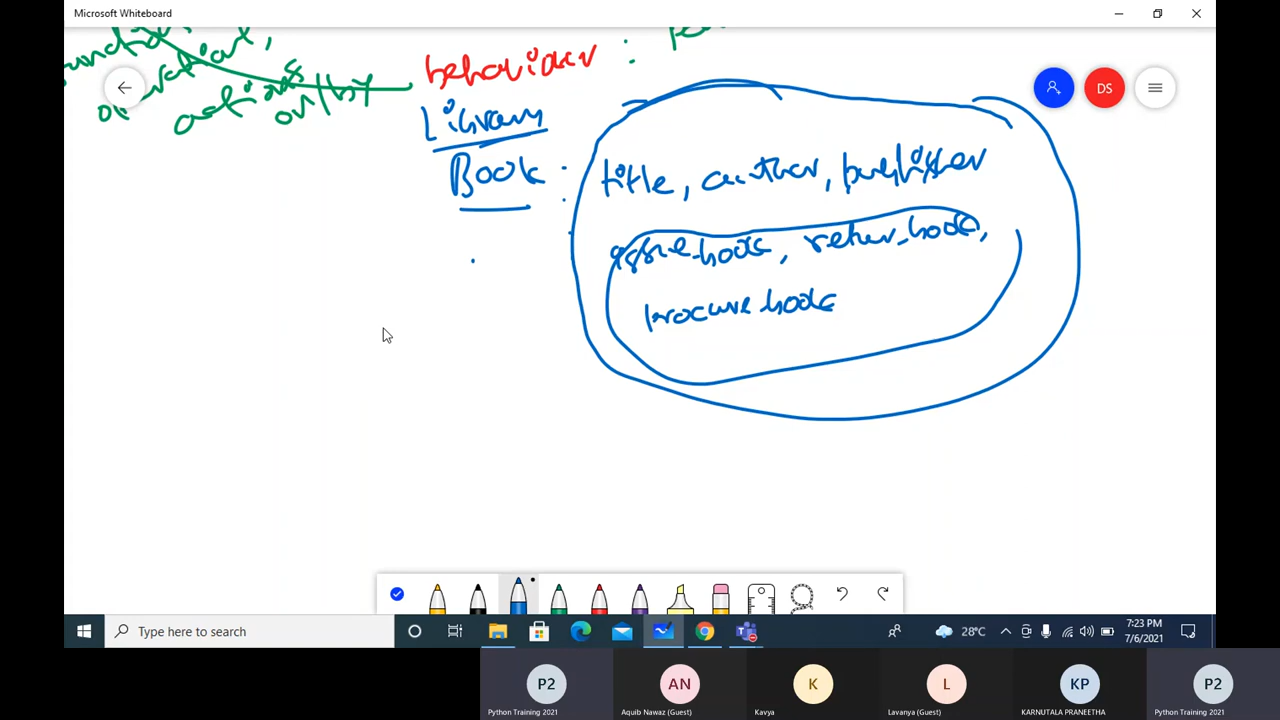 Microsoft Whiteboard
behaviour :
Library
Book : title, author, publisher
issue_book, return_book,
procure book
DS
Type here to search
28°C
7:23 PM
7/6/2021
P2
AN
K
L
KP
P2
Python Training 2021
Aquib Nawaz (Guest)
Kavya
Lavanya (Guest)
KARNUTALA PRANEETHA
Python Training 2021